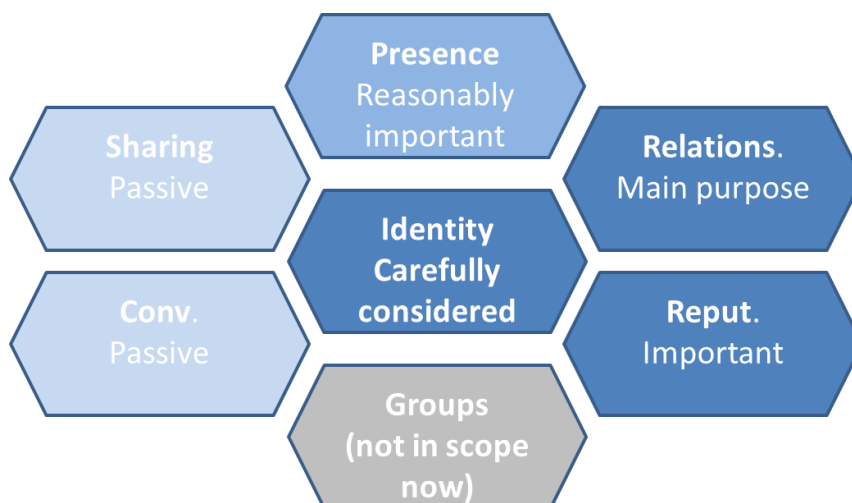 Presence
Reasonably
important
Sharing
Passive
Relations.
Main purpose
Identity
Carefully
considered
Conv.
Passive
Reput.
Important
Groups
(not in scope
now)